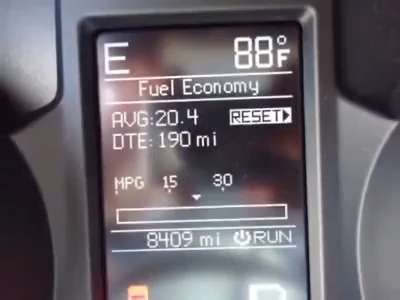 E 88°F
Fuel Economy
AVG:20.4 RESET
DTE:190 mi
MPG 15 30
8409 mi RUN